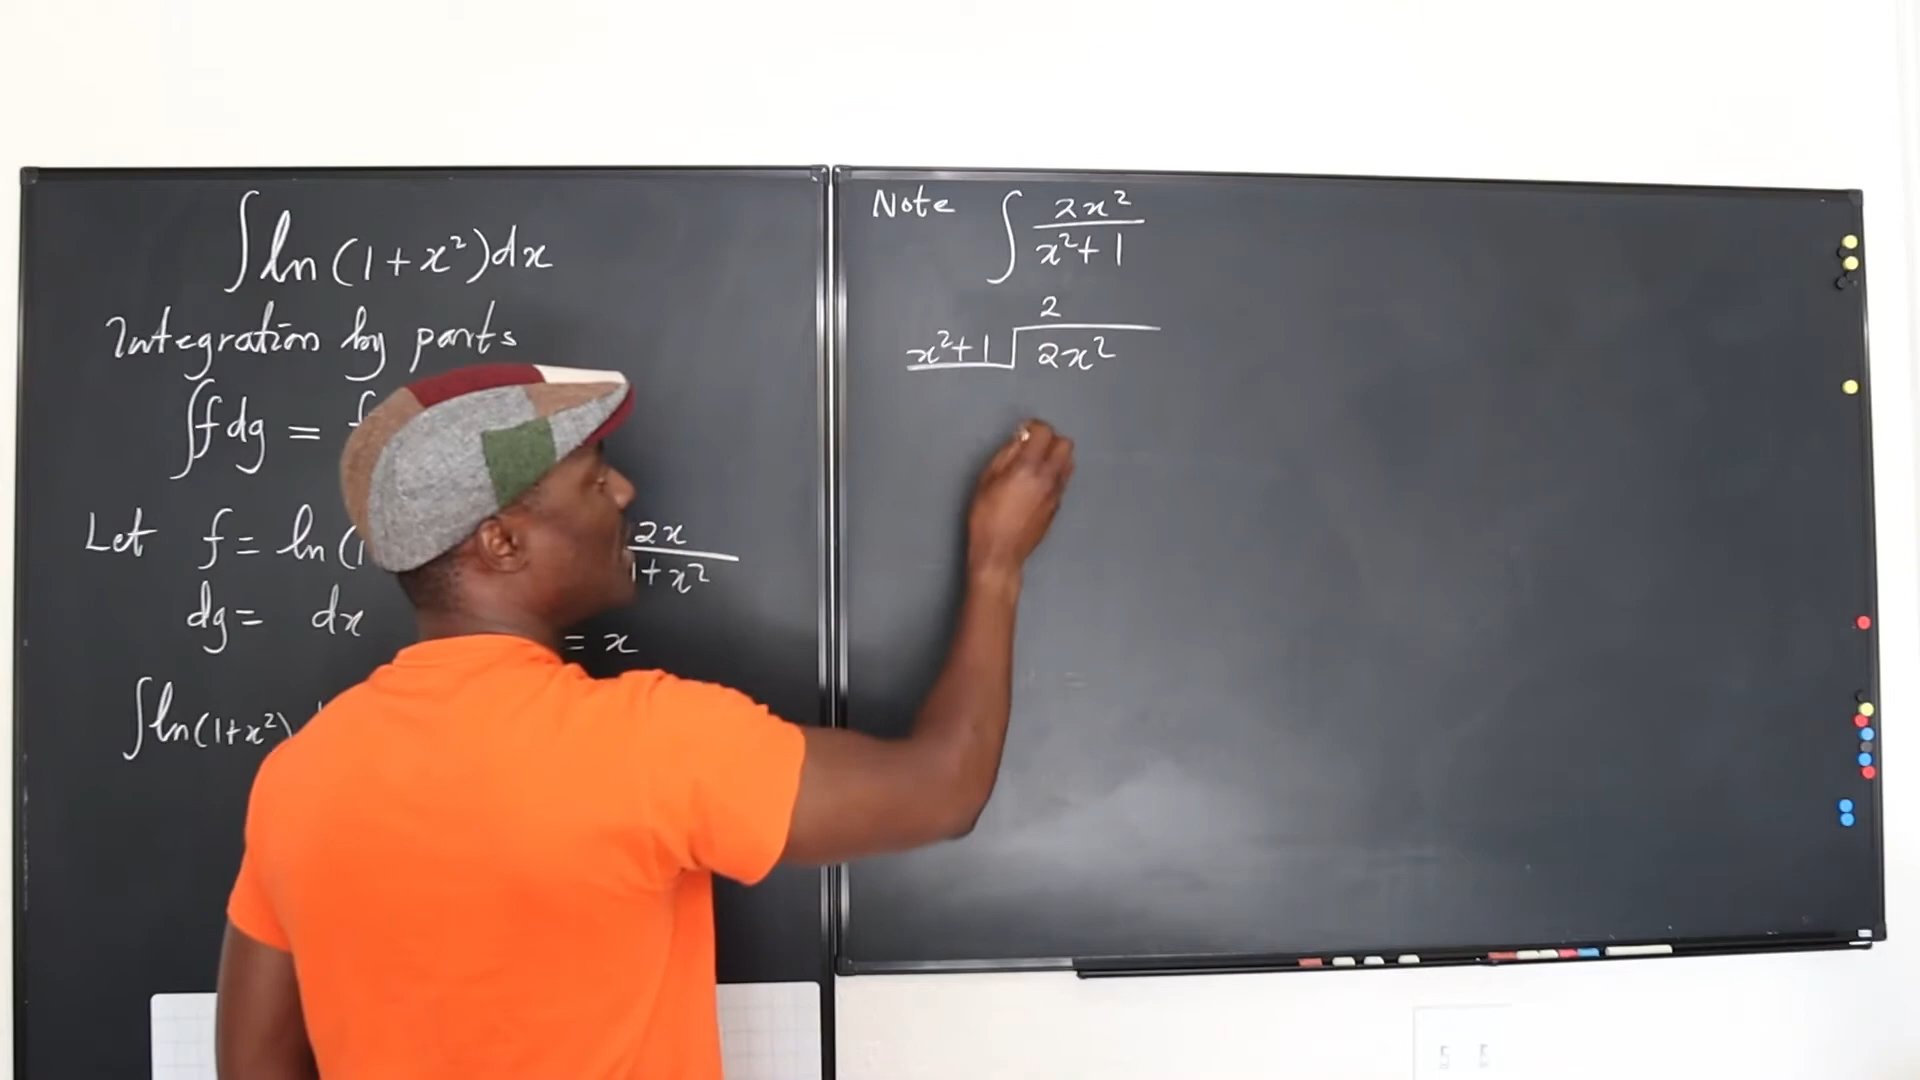 ∫ ln (1 + x²) dx
Integration by parts
∫f dg =
Let f = ln (1
2x
1 + x²
dg = dx
= x
∫ ln(1+x²)
Note ∫ 2x²
x² + 1
2
x² + 1 2x²